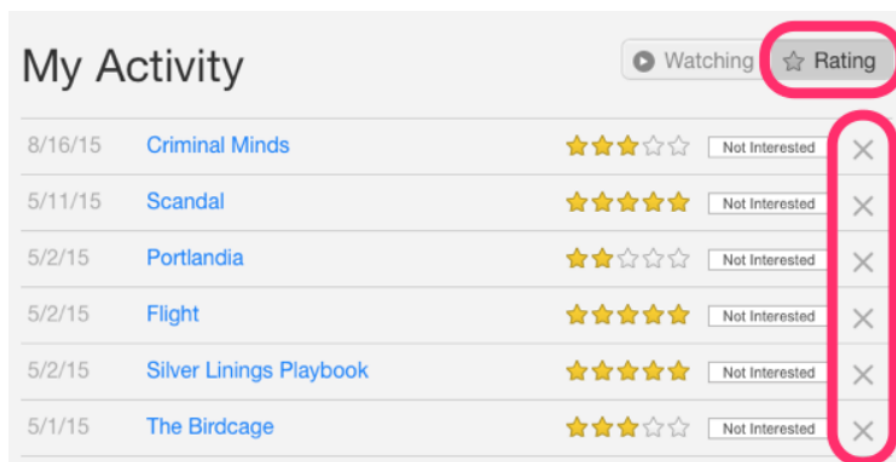 My Activity Watching Rating
8/16/15 Criminal Minds Not Interested
5/11/15 Scandal Not Interested
5/2/15 Portlandia Not Interested
5/2/15 Flight Not Interested
5/2/15 Silver Linings Playbook Not Interested
5/1/15 The Birdcage Not Interested